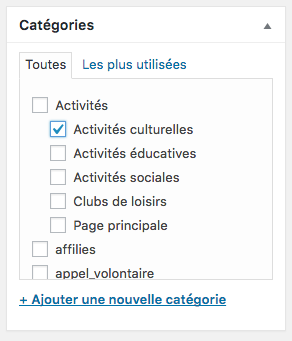 Catégories
Toutes Les plus utilisées
Activités
Activités culturelles
Activités éducatives
Activités sociales
Clubs de loisirs
Page principale
affilies
appel_volontaire
+ Ajouter une nouvelle catégorie